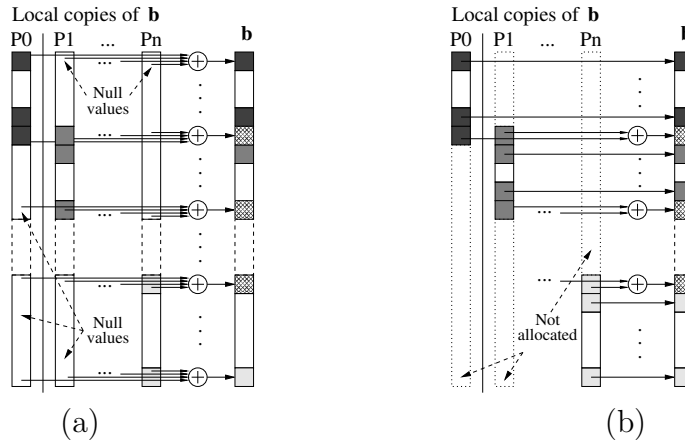 Local copies of b
P0 P1 ... Pn b
...
Null
values
...
...
...
Null
values
...
(a)
Local copies of b
P0 P1 ... Pn b
...
...
Not
allocated
(b)